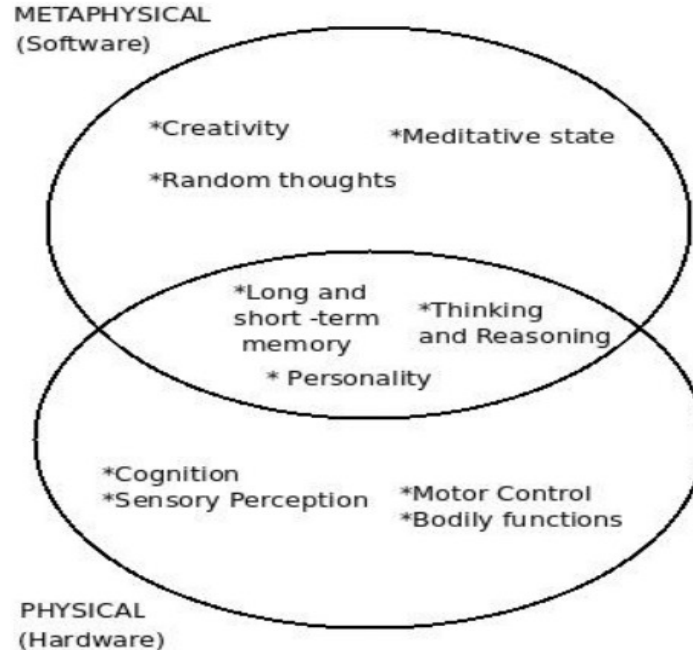 METAPHYSICAL
(Software)
*Creativity
*Meditative state
*Random thoughts
*Long and
short -term
memory
*Thinking
and Reasoning
* Personality
*Cognition
*Sensory Perception
*Motor Control
*Bodily functions
PHYSICAL
(Hardware)